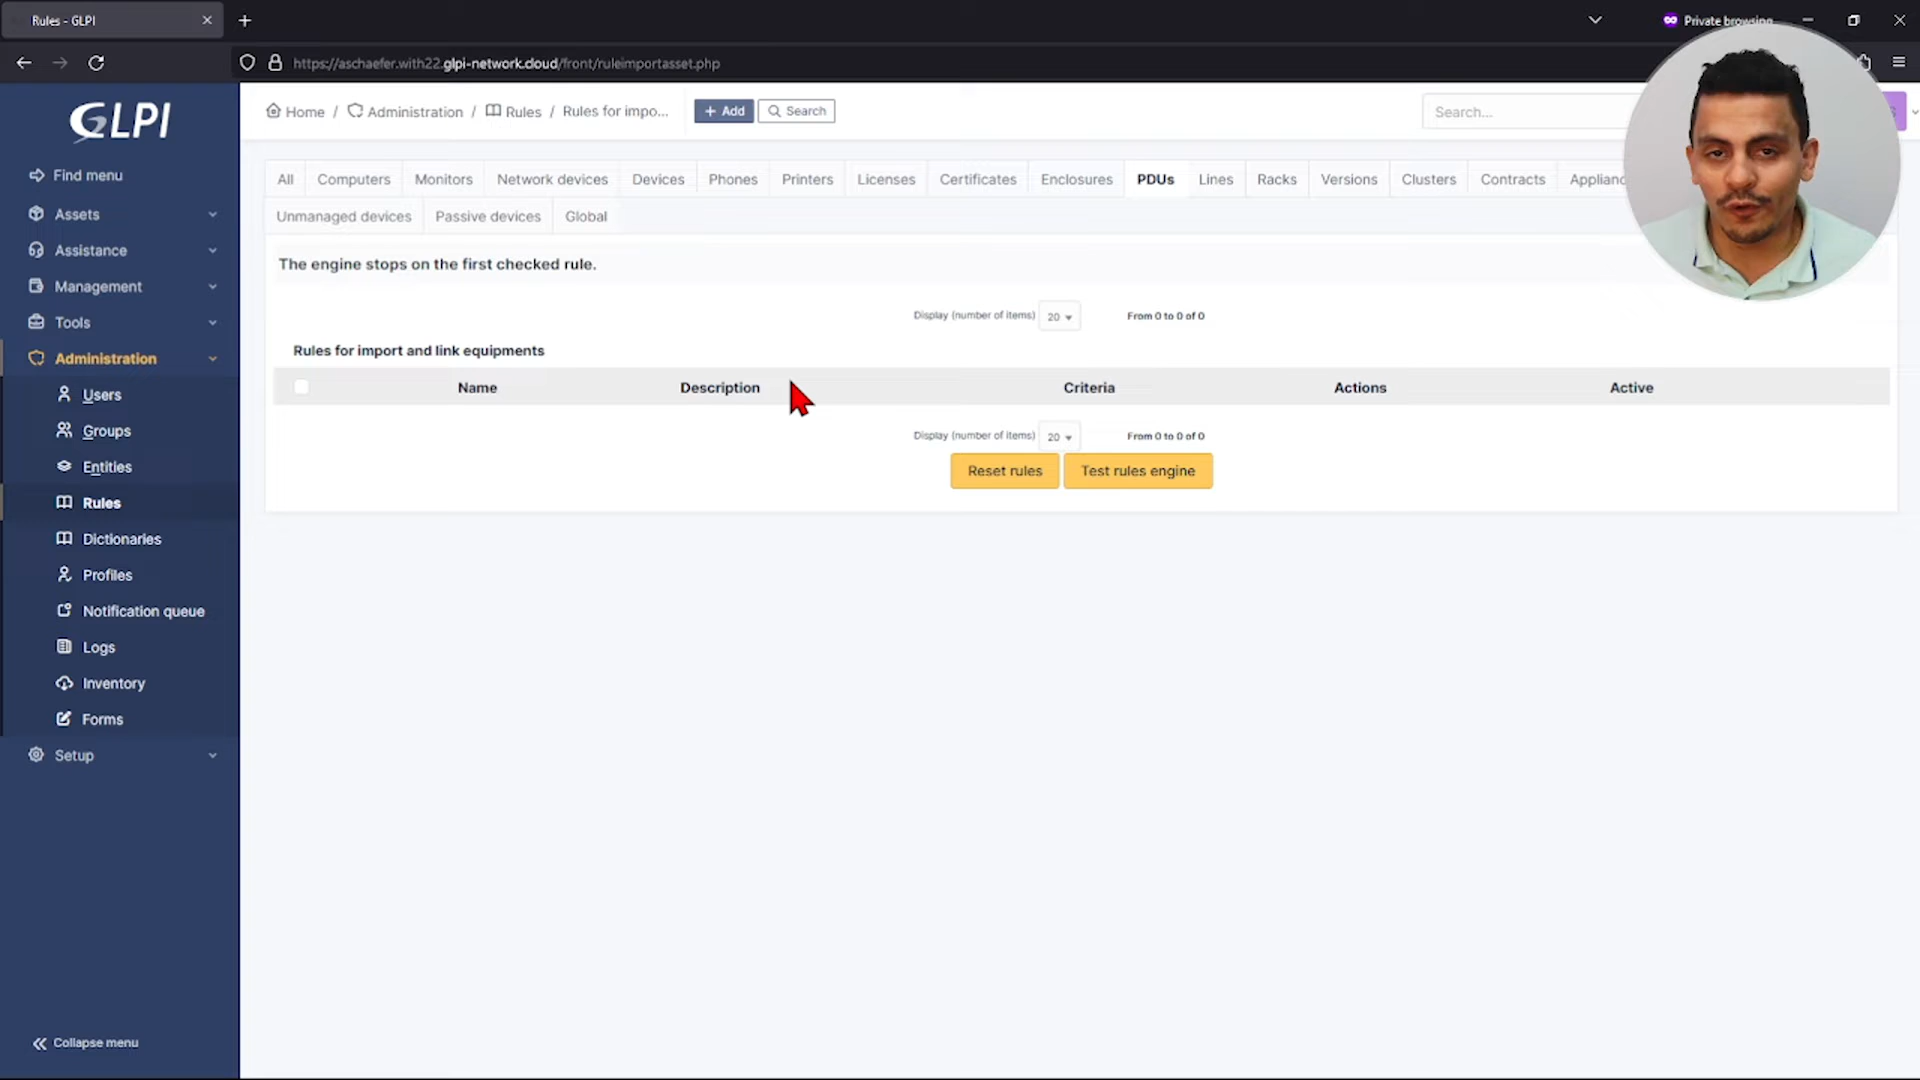 Rules - GLPI
Private browsing
https://aschaefer.with22.glpi-network.cloud/front/ruleimportasset.php
GLPI
Home / Administration / Rules / Rules for impo...
+ Add
Search
Search...
Find menu
Assets
Assistance
Management
Tools
Administration
Users
Groups
Entities
Rules
Dictionaries
Profiles
Notification queue
Logs
Inventory
Forms
Setup
Collapse menu
All Computers Monitors Network devices Devices Phones Printers Licenses Certificates Enclosures PDUs Lines Racks Versions Clusters Contracts
Unmanaged devices Passive devices Global
The engine stops on the first checked rule.
Display (number of items) 20 From 0 to 0 of 0
Rules for import and link equipments
Name Description Criteria Actions Active
Display (number of items) 20 From 0 to 0 of 0
Reset rules Test rules engine